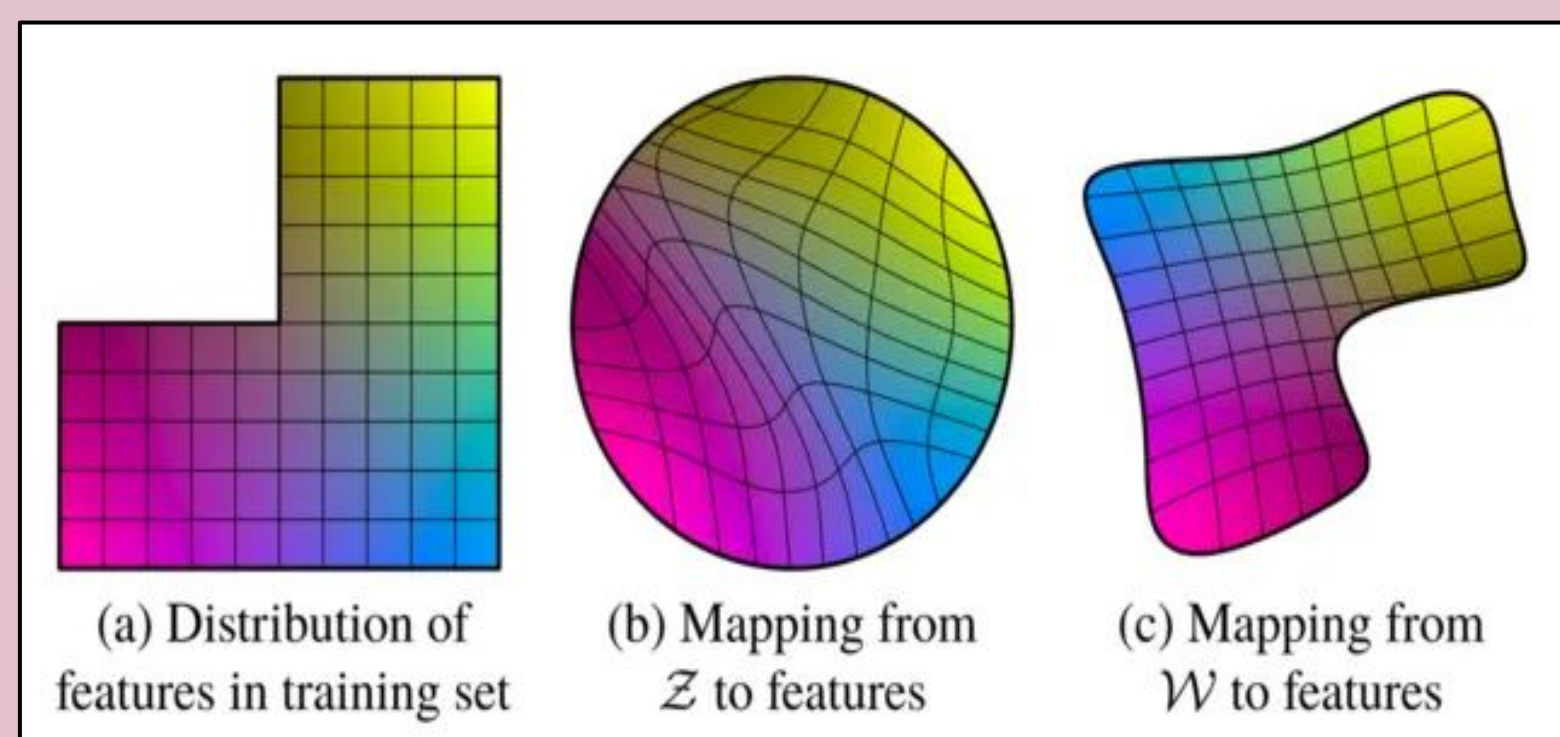 (a) Distribution of
features in training set
(b) Mapping from
𝒵 to features
(c) Mapping from
𝒲 to features